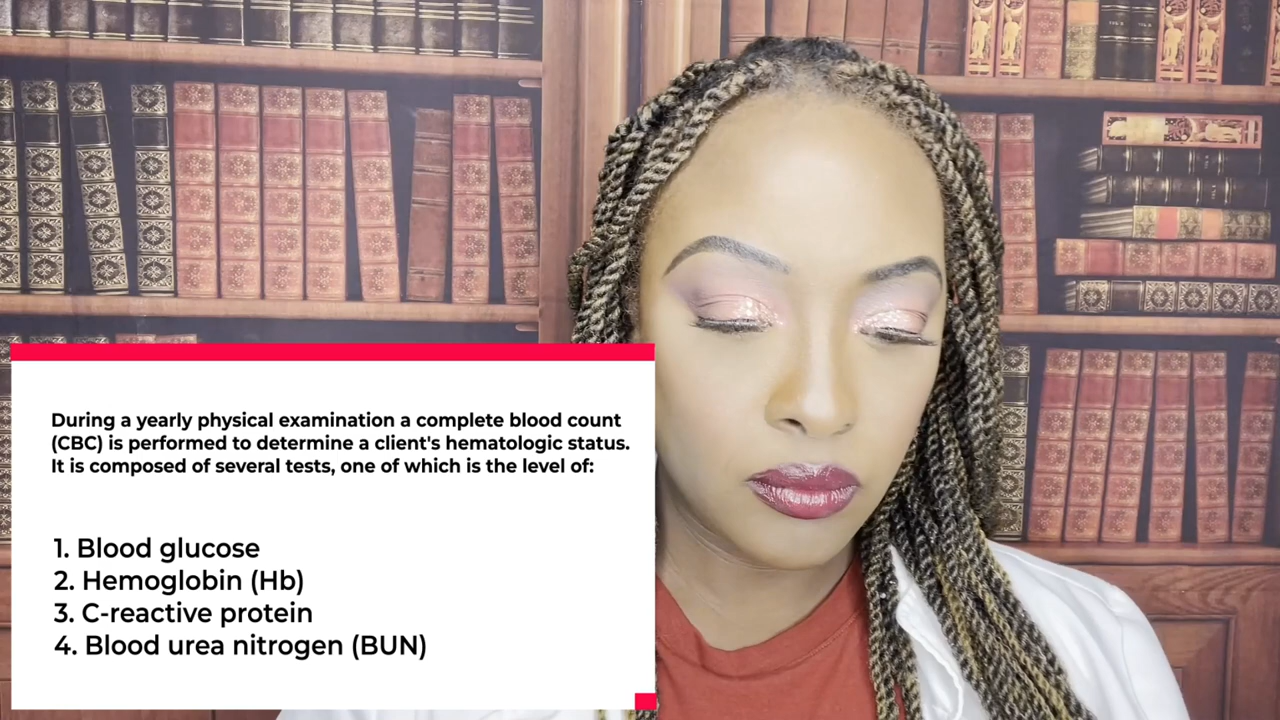 During a yearly physical examination a complete blood count
(CBC) is performed to determine a client's hematologic status.
It is composed of several tests, one of which is the level of:
1. Blood glucose
2. Hemoglobin (Hb)
3. C-reactive protein
4. Blood urea nitrogen (BUN)